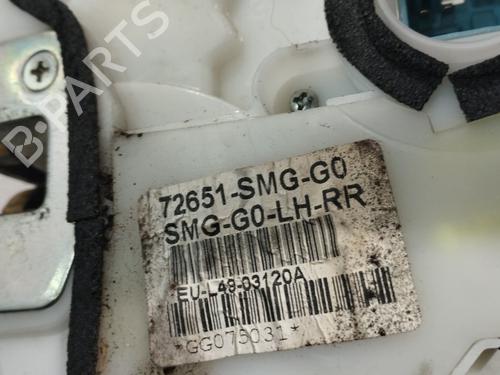 B-PARTS
72651-SMG-G0
SMG-G0-LH-RR
EU-L49-03120A
*GG075031*